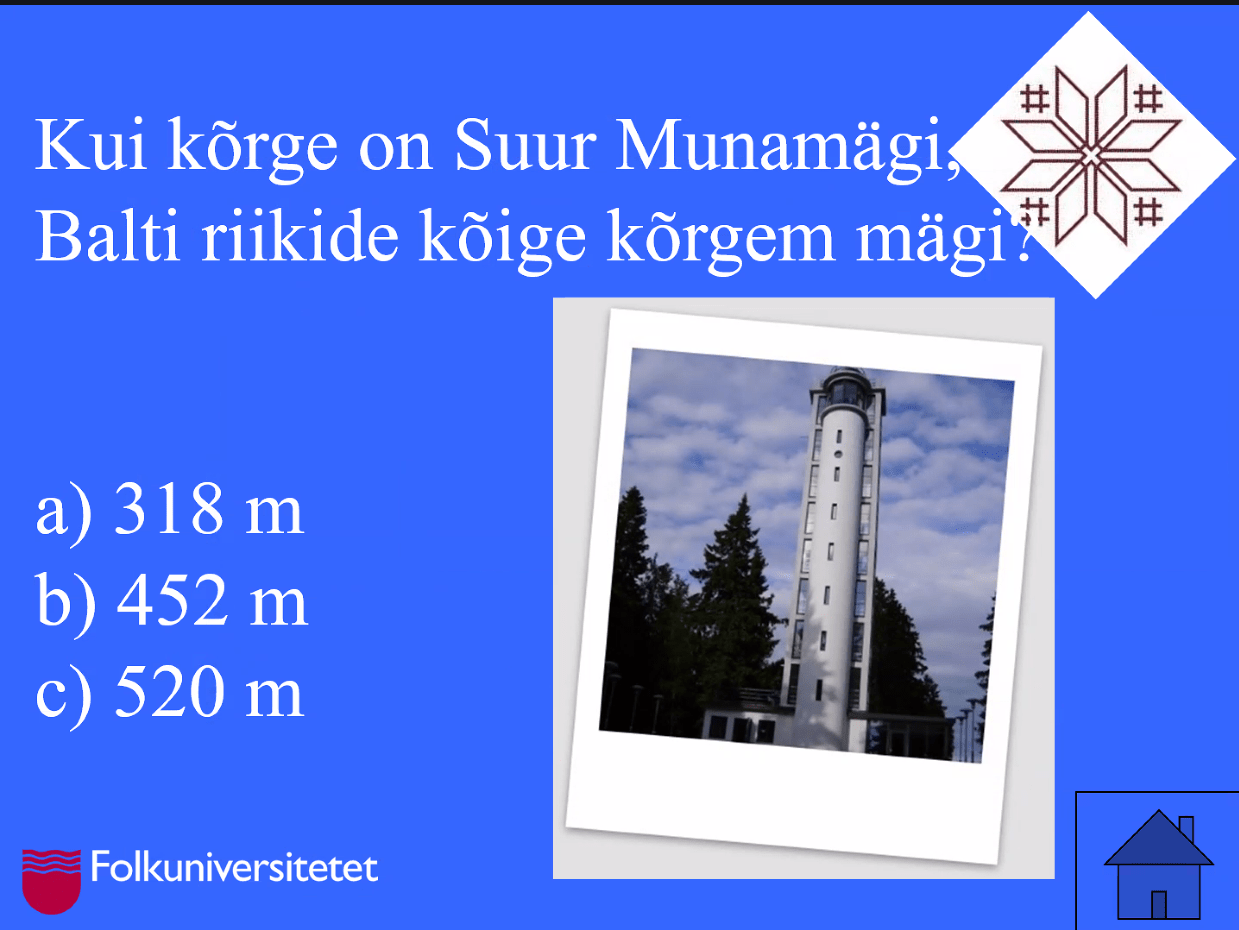 Kui kõrge on Suur Munamägi,
Balti riikide kõige kõrgem mägi?
a) 318 m
b) 452 m
c) 520 m
Folkuniversitetet